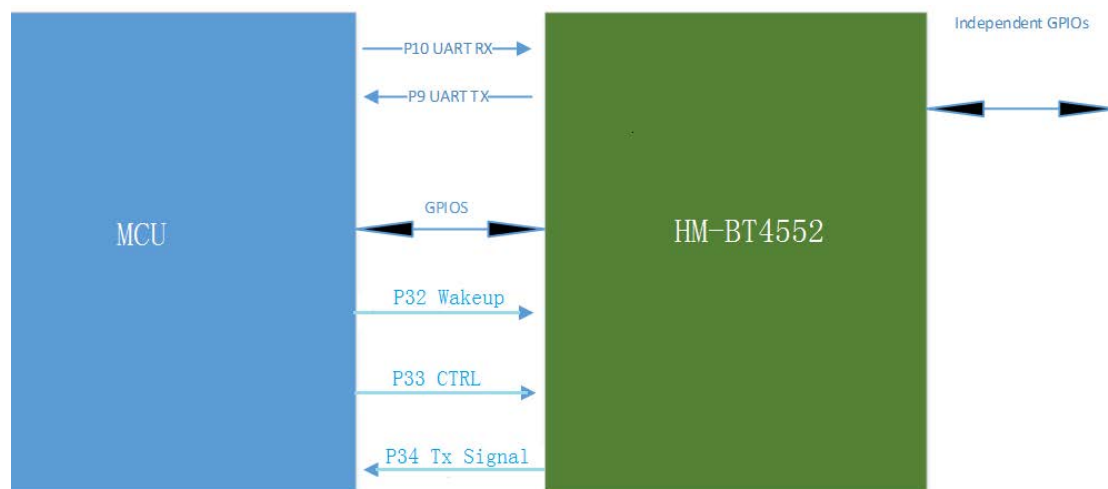 Independent GPIOs
P10 UART RX
P9 UART TX
GPIOS
MCU
HM-BT4552
P32 Wakeup
P33 CTRL
P34 Tx Signal